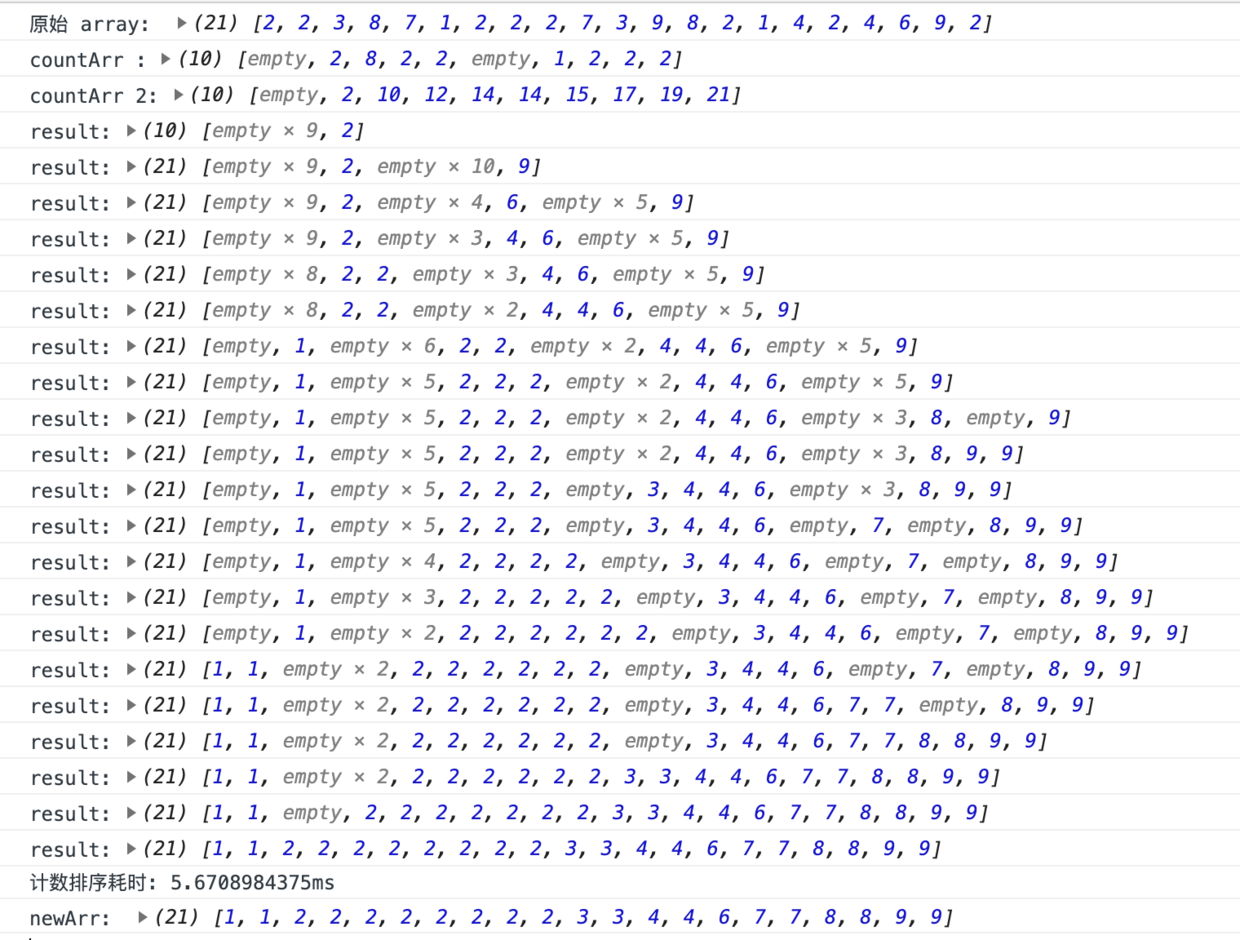 原始 array: ▶(21) [2, 2, 3, 8, 7, 1, 2, 2, 2, 7, 3, 9, 8, 2, 1, 4, 2, 4, 6, 9, 2]
countArr : ▶(10) [empty, 2, 8, 2, 2, empty, 1, 2, 2, 2]
countArr 2: ▶(10) [empty, 2, 10, 12, 14, 14, 15, 17, 19, 21]
result: ▶(10) [empty × 9, 2]
result: ▶(21) [empty × 9, 2, empty × 10, 9]
result: ▶(21) [empty × 9, 2, empty × 4, 6, empty × 5, 9]
result: ▶(21) [empty × 9, 2, empty × 3, 4, 6, empty × 5, 9]
result: ▶(21) [empty × 8, 2, 2, empty × 3, 4, 6, empty × 5, 9]
result: ▶(21) [empty × 8, 2, 2, empty × 2, 4, 4, 6, empty × 5, 9]
result: ▶(21) [empty, 1, empty × 6, 2, 2, empty × 2, 4, 4, 6, empty × 5, 9]
result: ▶(21) [empty, 1, empty × 5, 2, 2, 2, empty × 2, 4, 4, 6, empty × 5, 9]
result: ▶(21) [empty, 1, empty × 5, 2, 2, 2, empty × 2, 4, 4, 6, empty × 3, 8, empty, 9]
result: ▶(21) [empty, 1, empty × 5, 2, 2, 2, empty × 2, 4, 4, 6, empty × 3, 8, 9, 9]
result: ▶(21) [empty, 1, empty × 5, 2, 2, 2, empty, 3, 4, 4, 6, empty × 3, 8, 9, 9]
result: ▶(21) [empty, 1, empty × 5, 2, 2, 2, empty, 3, 4, 4, 6, empty, 7, empty, 8, 9, 9]
result: ▶(21) [empty, 1, empty × 4, 2, 2, 2, 2, empty, 3, 4, 4, 6, empty, 7, empty, 8, 9, 9]
result: ▶(21) [empty, 1, empty × 3, 2, 2, 2, 2, 2, empty, 3, 4, 4, 6, empty, 7, empty, 8, 9, 9]
result: ▶(21) [empty, 1, empty × 2, 2, 2, 2, 2, 2, 2, empty, 3, 4, 4, 6, empty, 7, empty, 8, 9, 9]
result: ▶(21) [1, 1, empty × 2, 2, 2, 2, 2, 2, 2, empty, 3, 4, 4, 6, empty, 7, empty, 8, 9, 9]
result: ▶(21) [1, 1, empty × 2, 2, 2, 2, 2, 2, 2, empty, 3, 4, 4, 6, 7, 7, empty, 8, 9, 9]
result: ▶(21) [1, 1, empty × 2, 2, 2, 2, 2, 2, 2, empty, 3, 4, 4, 6, 7, 7, 8, 8, 9, 9]
result: ▶(21) [1, 1, empty × 2, 2, 2, 2, 2, 2, 2, 3, 3, 4, 4, 6, 7, 7, 8, 8, 9, 9]
result: ▶(21) [1, 1, empty, 2, 2, 2, 2, 2, 2, 2, 3, 3, 4, 4, 6, 7, 7, 8, 8, 9, 9]
result: ▶(21) [1, 1, 2, 2, 2, 2, 2, 2, 2, 2, 3, 3, 4, 4, 6, 7, 7, 8, 8, 9, 9]
计数排序耗时: 5.6708984375ms
newArr: ▶(21) [1, 1, 2, 2, 2, 2, 2, 2, 2, 2, 3, 3, 4, 4, 6, 7, 7, 8, 8, 9, 9]